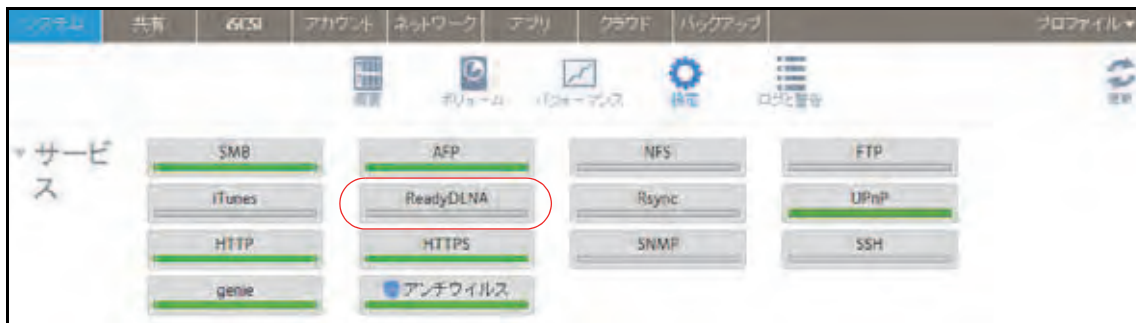 システム 共有 iSCSI アカウント ネットワーク アプリ クラウド バックアップ プロファイル
概要 ボリューム パフォーマンス 設定 ログと警告 更新
サービス
SMB AFP NFS FTP
iTunes ReadyDLNA Rsync UPnP
HTTP HTTPS SNMP SSH
genie アンチウイルス